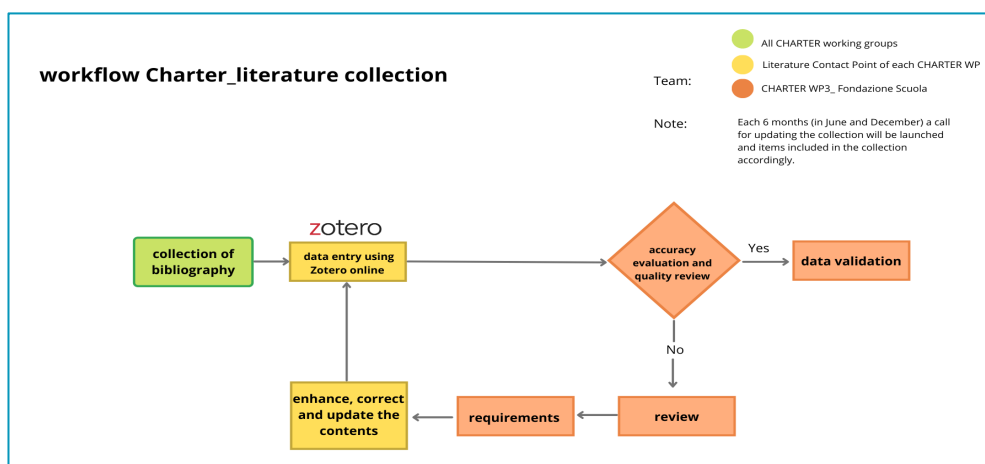 workflow Charter_literature collection
Team:
All CHARTER working groups
Literature Contact Point of each CHARTER WP
CHARTER WP3_ Fondazione Scuola
Note:
Each 6 months (in June and December) a call
for updating the collection will be launched
and items included in the collection
accordingly.
collection of
bibliography
zotero
data entry using
Zotero online
accuracy
evaluation and
quality review
Yes
data validation
No
review
requirements
enhance, correct
and update the
contents